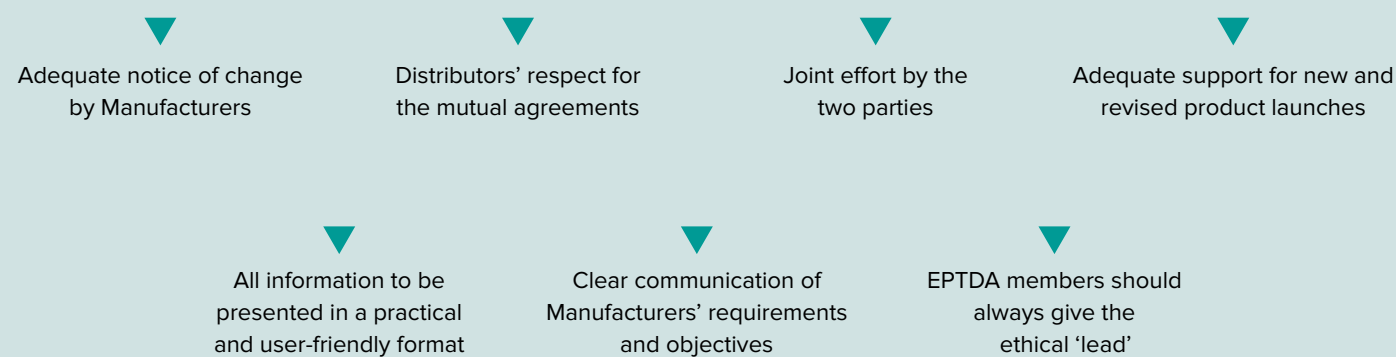 Adequate notice of change
by Manufacturers
Distributors’ respect for
the mutual agreements
Joint effort by the
two parties
Adequate support for new and
revised product launches
All information to be
presented in a practical
and user-friendly format
Clear communication of
Manufacturers’ requirements
and objectives
EPTDA members should
always give the
ethical ‘lead’